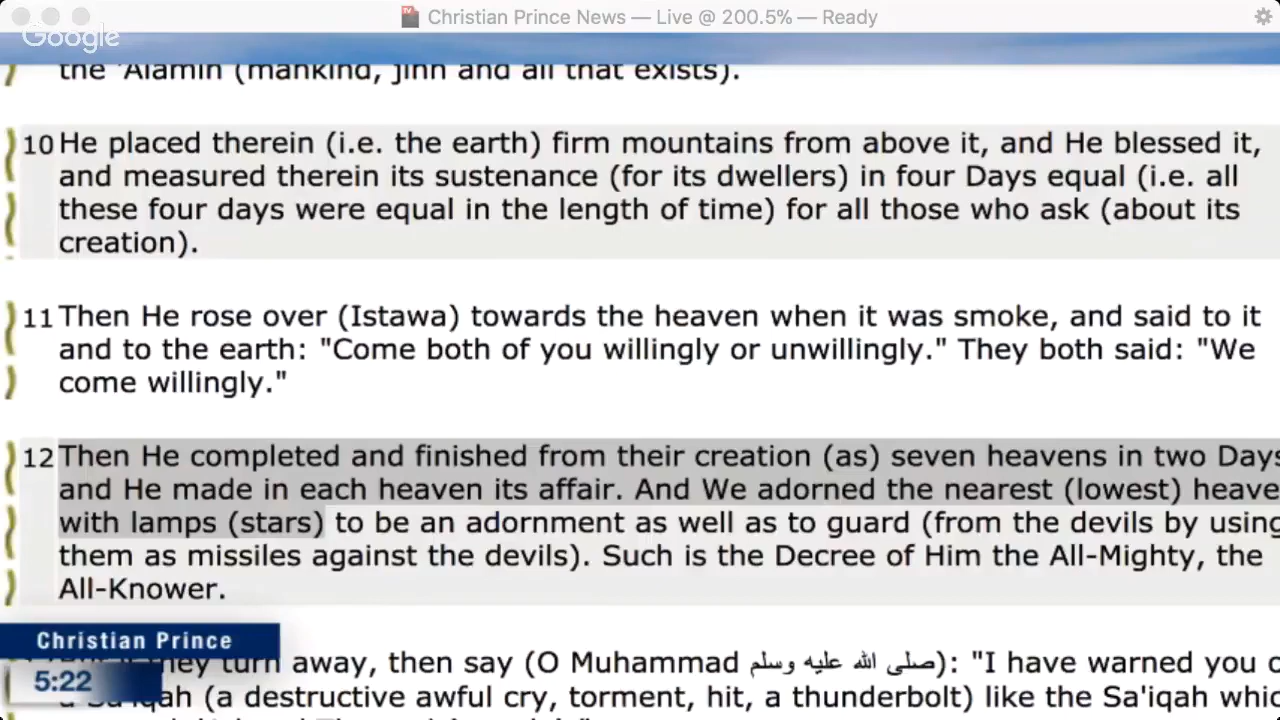 Christian Prince News — Live @ 200.5% — Ready
Google
the 'Alamin (mankind, jinn and all that exists).
10 He placed therein (i.e. the earth) firm mountains from above it, and He blessed it,
and measured therein its sustenance (for its dwellers) in four Days equal (i.e. all
these four days were equal in the length of time) for all those who ask (about its
creation).
11 Then He rose over (Istawa) towards the heaven when it was smoke, and said to it
and to the earth: "Come both of you willingly or unwillingly." They both said: "We
come willingly."
12 Then He completed and finished from their creation (as) seven heavens in two Days
and He made in each heaven its affair. And We adorned the nearest (lowest) heave
with lamps (stars) to be an adornment as well as to guard (from the devils by using
them as missiles against the devils). Such is the Decree of Him the All-Mighty, the
All-Knower.
Christian Prince
they turn away, then say (O Muhammad صلى الله عليه وسلم): "I have warned you o
5:22
a Sa'iqah (a destructive awful cry, torment, hit, a thunderbolt) like the Sa'iqah whic